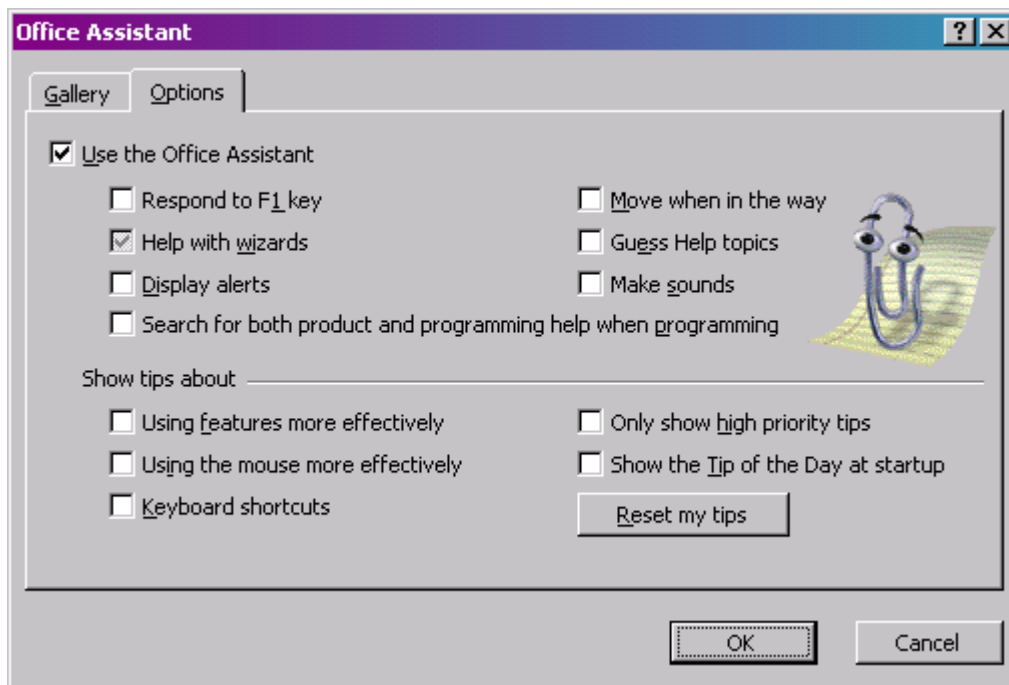 Office Assistant
Gallery Options
Use the Office Assistant
Respond to F1 key Move when in the way
Help with wizards Guess Help topics
Display alerts Make sounds
Search for both product and programming help when programming
Show tips about
Using features more effectively Only show high priority tips
Using the mouse more effectively Show the Tip of the Day at startup
Keyboard shortcuts Reset my tips
OK Cancel